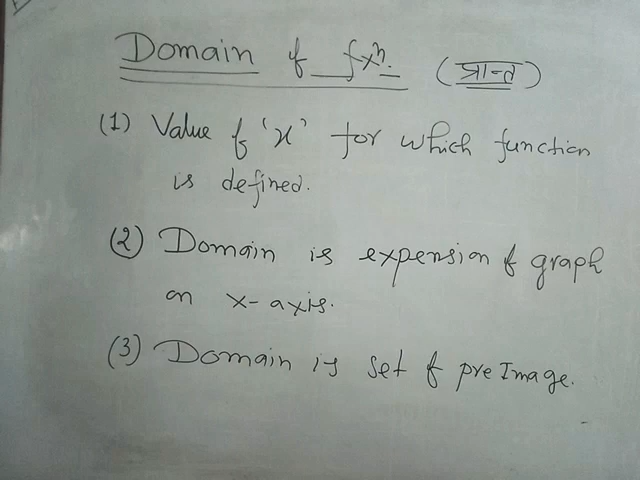 Domain of fxn. (प्रान्त)
(1) Value of 'x' for which function
is defined.
(2) Domain is expension of graph
on x-axis.
(3) Domain is set of pre Image.